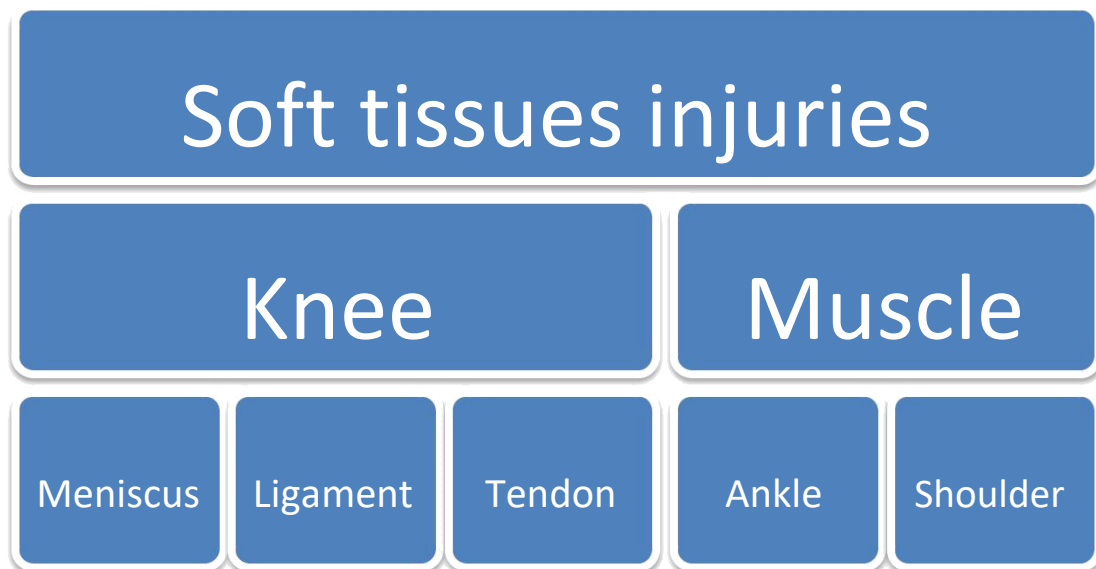 Soft tissues injuries
Knee
Muscle
Meniscus
Ligament
Tendon
Ankle
Shoulder